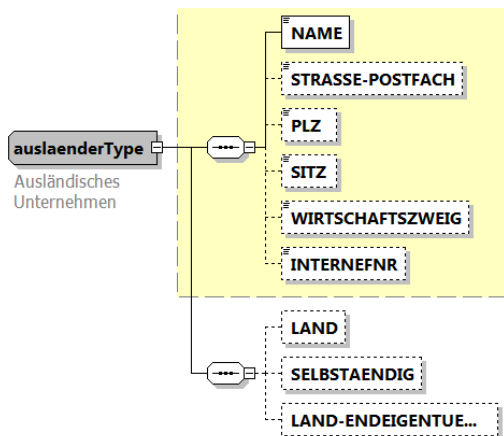 NAME
STRASSE-POSTFACH
PLZ
auslaenderType
Ausländisches
Unternehmen
SITZ
WIRTSCHAFTSZWEIG
INTERNEFNR
LAND
SELBSTAENDIG
LAND-ENDEIGENTUE...